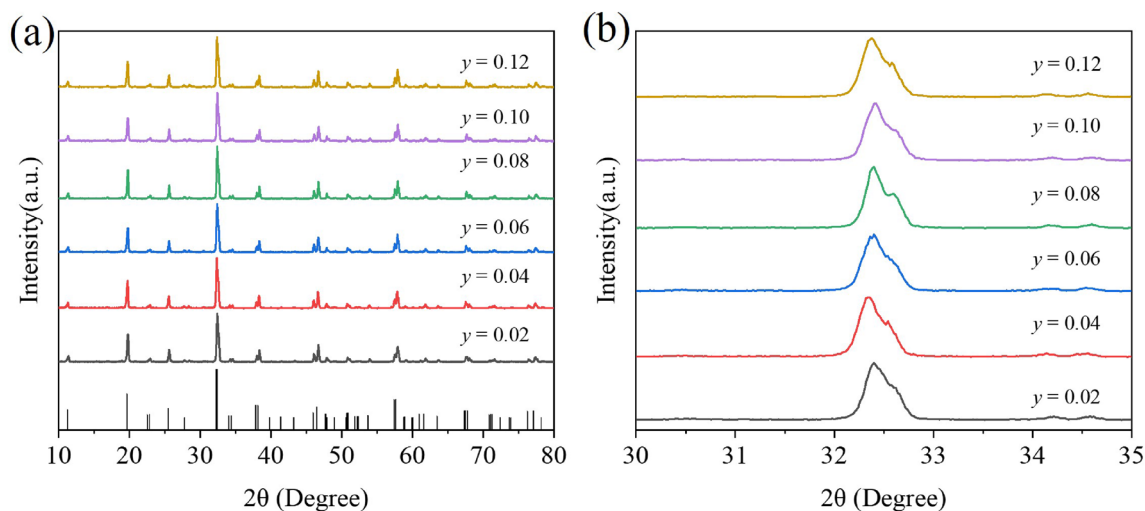 (a)
y = 0.12
y = 0.10
y = 0.08
y = 0.06
y = 0.04
y = 0.02
Intensity(a.u.)
10 20 30 40 50 60 70 80
2θ (Degree)
(b)
y = 0.12
y = 0.10
y = 0.08
y = 0.06
y = 0.04
y = 0.02
Intensity(a.u.)
30 31 32 33 34 35
2θ (Degree)